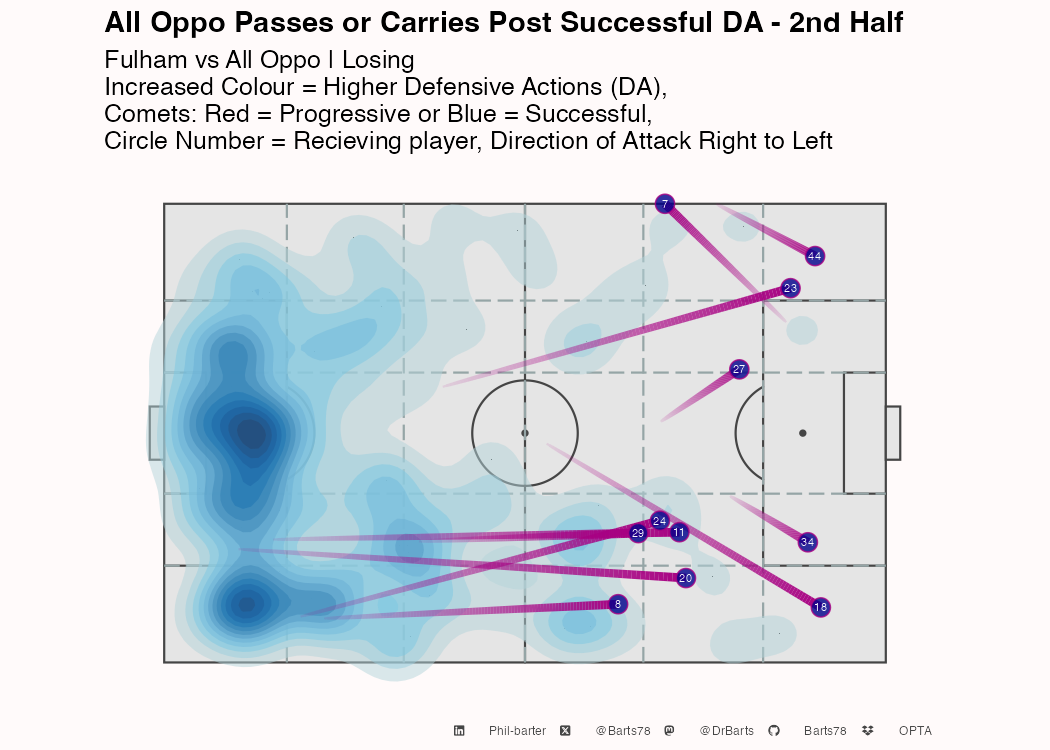 All Oppo Passes or Carries Post Successful DA - 2nd Half
Fulham vs All Oppo | Losing
Increased Colour = Higher Defensive Actions (DA),
Comets: Red = Progressive or Blue = Successful,
Circle Number = Recieving player, Direction of Attack Right to Left
7
44
23
27
24
29
11
34
20
8
18
Phil-barter @Barts78 @DrBarts Barts78 OPTA